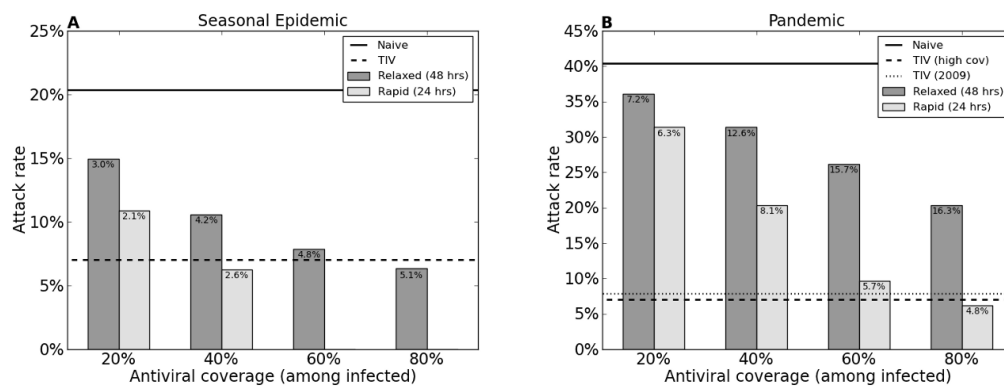 A
Seasonal Epidemic
25%
20%
15%
10%
5%
0%
Attack rate
Naive
TIV
Relaxed (48 hrs)
Rapid (24 hrs)
3.0%
2.1%
4.2%
2.6%
4.8%
5.1%
20%
40%
60%
80%
Antiviral coverage (among infected)
B
Pandemic
45%
40%
35%
30%
25%
20%
15%
10%
5%
0%
Attack rate
Naive
TIV (high cov)
TIV (2009)
Relaxed (48 hrs)
Rapid (24 hrs)
7.2%
6.3%
12.6%
8.1%
15.7%
5.7%
16.3%
4.8%
20%
40%
60%
80%
Antiviral coverage (among infected)